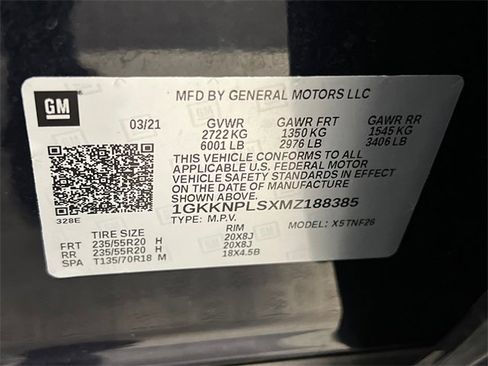 GM
MFD BY GENERAL MOTORS LLC
03/21 GVWR GAWR FRT GAWR RR
2722 KG 1350 KG 1545 KG
6001 LB 2976 LB 3406 LB
THIS VEHICLE CONFORMS TO ALL
APPLICABLE U.S. FEDERAL MOTOR
VEHICLE SAFETY STANDARDS IN EFFECT
ON THE DATE OF MANUFACTURE
SHOWN ABOVE.
1GKKNPLSXMZ188385
328E
TYPE: M.P.V. MODEL: X5TNF26
TIRE SIZE RIM
FRT 235/55R20 H 20X8J
RR 235/55R20 H 20X8J
SPA T135/70R18 M 18X4.5B